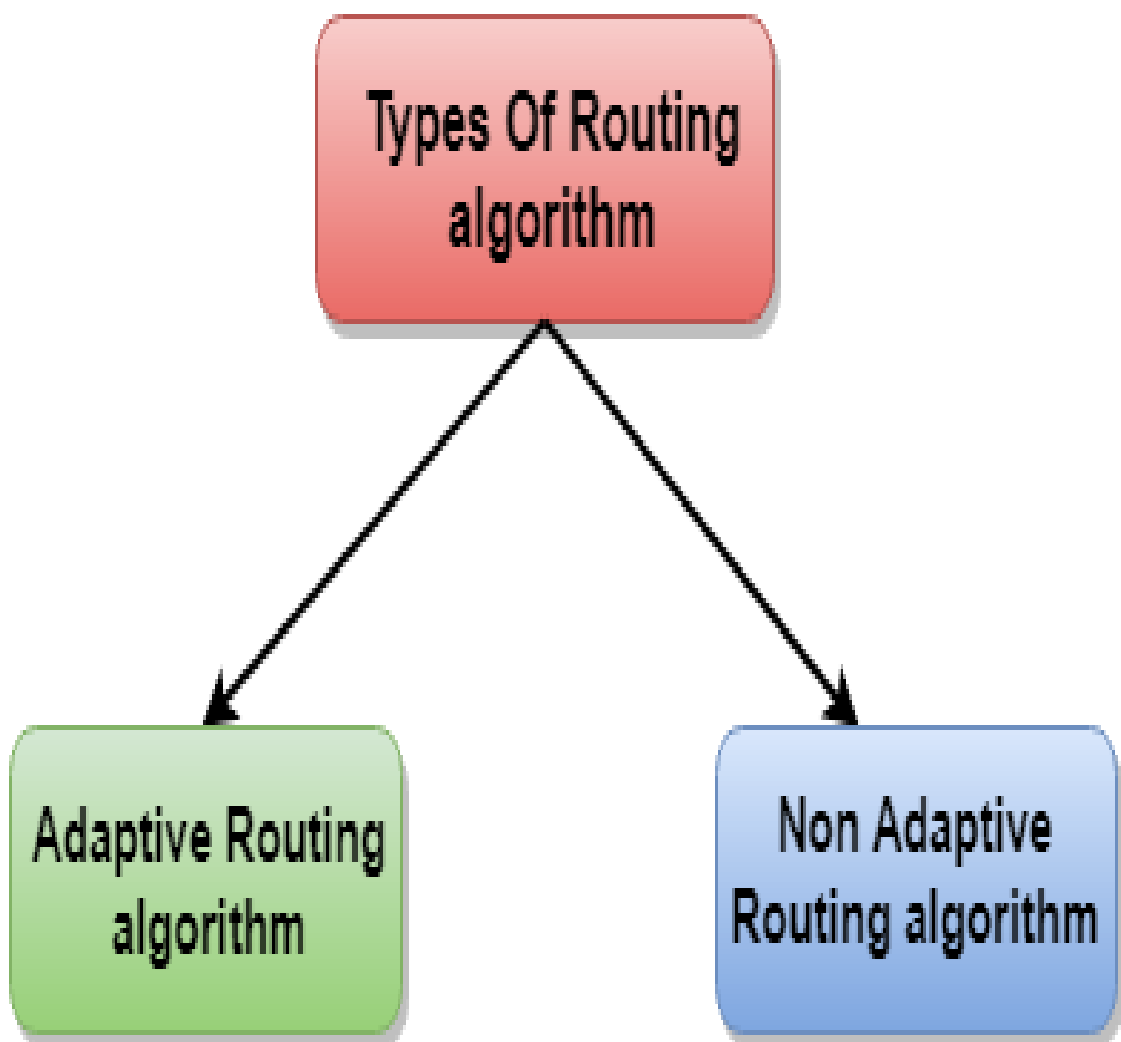 Types Of Routing
algorithm
Adaptive Routing
algorithm
Non Adaptive
Routing algorithm